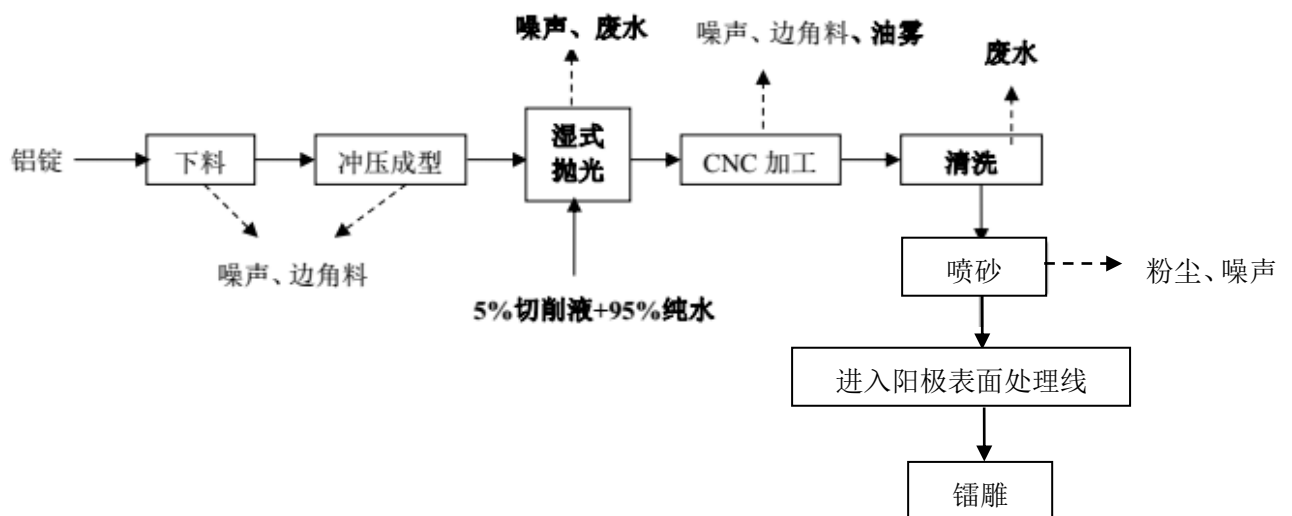 噪声、废水
噪声、边角料、油雾
废水
铝锭
下料
冲压成型
湿式
抛光
CNC 加工
清洗
噪声、边角料
喷砂
粉尘、噪声
5%切削液+95%纯水
进入阳极表面处理线
镭雕